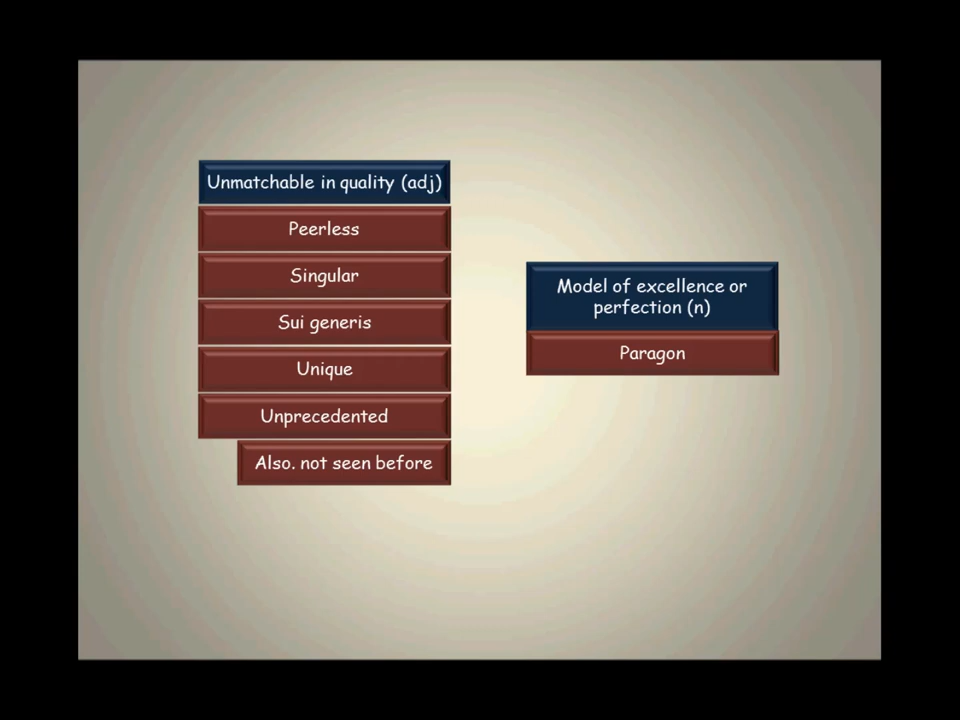 Unmatchable in quality (adj)
Peerless
Singular
Sui generis
Unique
Unprecedented
Also. not seen before
Model of excellence or
perfection (n)
Paragon